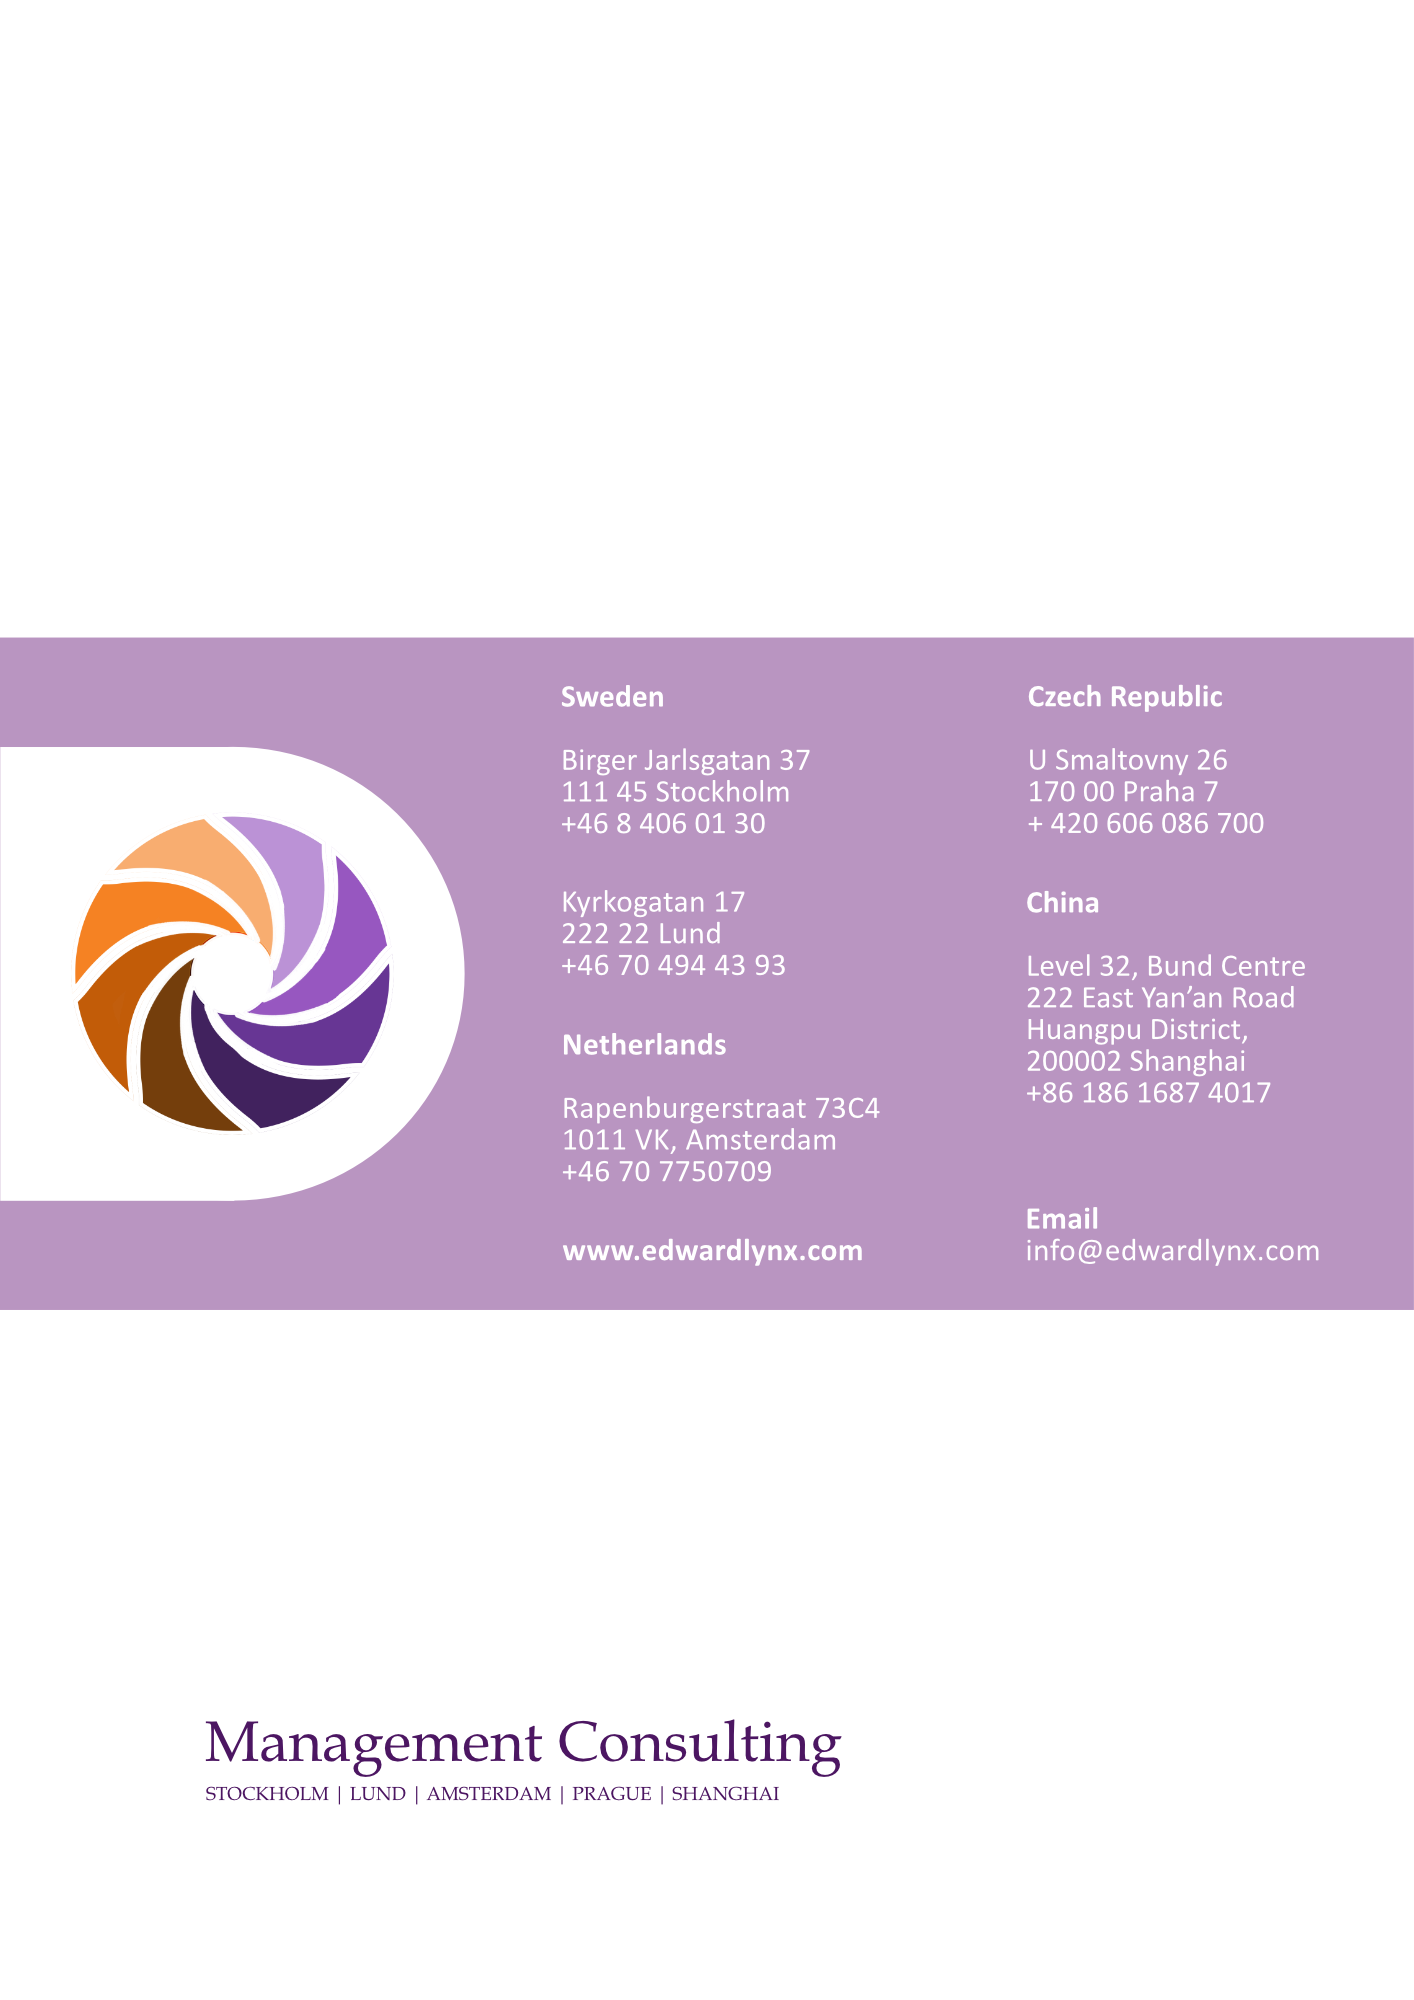 Sweden
Birger Jarlsgatan 37
111 45 Stockholm
+46 8 406 01 30
Kyrkogatan 17
222 22 Lund
+46 70 494 43 93
Netherlands
Rapenburgerstraat 73C4
1011 VK, Amsterdam
+46 70 7750709
www.edwardlynx.com
Czech Republic
U Smaltovny 26
170 00 Praha 7
+ 420 606 086 700
China
Level 32, Bund Centre
222 East Yan’an Road
Huangpu District,
200002 Shanghai
+86 186 1687 4017
Email
info@edwardlynx.com
Management Consulting
STOCKHOLM | LUND | AMSTERDAM | PRAGUE | SHANGHAI